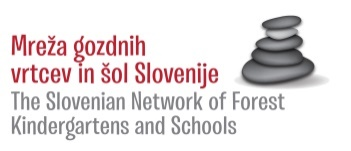 Mreža gozdnih
vrtcev in šol Slovenije
The Slovenian Network of Forest
Kindergartens and Schools